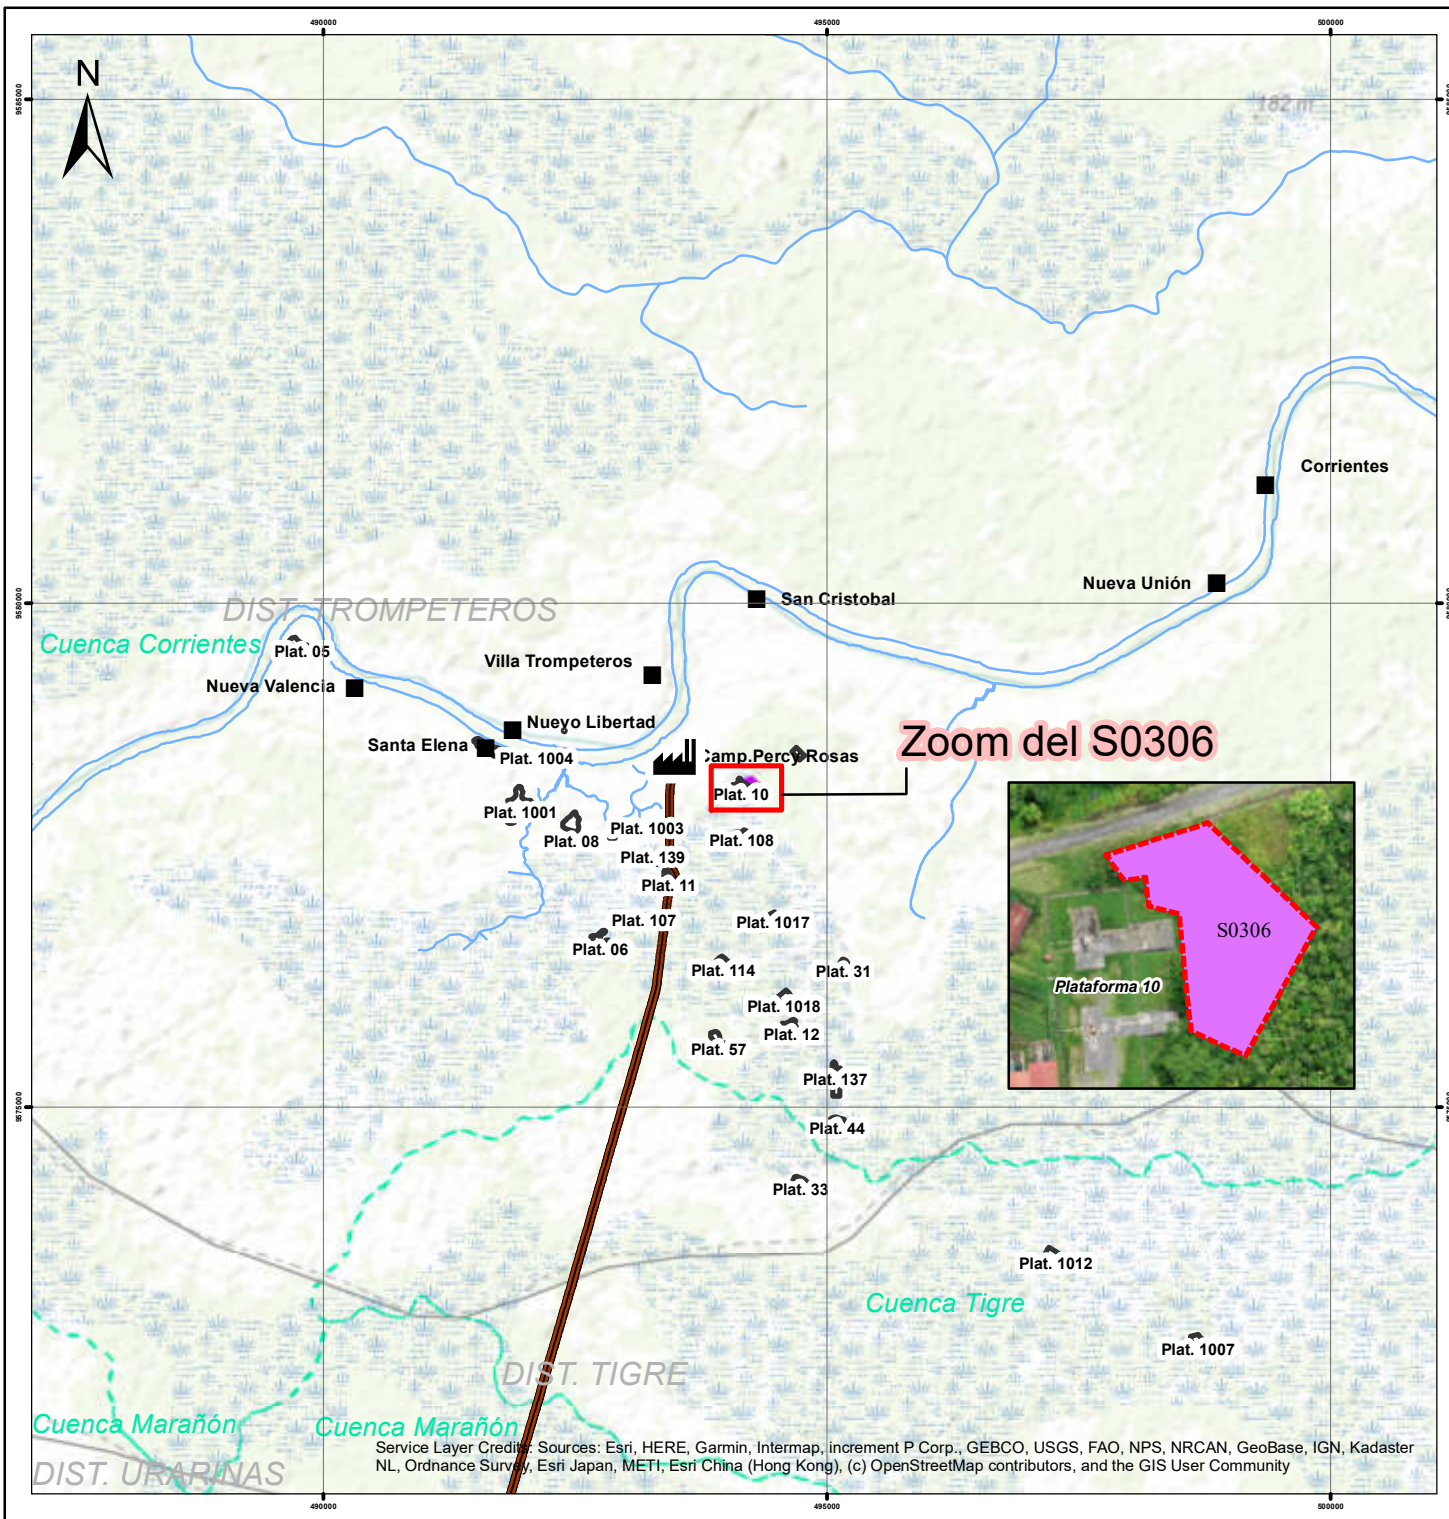 490000
495000
500000
N
9585000
182 m
Corrientes
Nueva Unión
San Cristobal
9580000
9580000
DIST. TROMPETEROS
Cuenca Corrientes
Plat. 05
Villa Trompeteros
Nueva Valencia
Nuevo Libertad
Santa Elena
Plat. 1004
Camp.Percy Rosas
Zoom del S0306
Plat. 10
Plat. 1001
Plat. 08
Plat. 1003
Plat. 108
Plat. 139
Plat. 11
Plat. 107
Plat. 1017
Plat. 06
Plat. 114
Plat. 31
S0306
Plataforma 10
Plat. 1018
Plat. 12
Plat. 57
Plat. 137
9575000
9575000
Plat. 44
Plat. 33
Plat. 1012
Cuenca Tigre
Plat. 1007
DIST. TIGRE
Cuenca Marañón
Cuenca Marañón
DIST. URARINAS
Service Layer Credits: Sources: Esri, HERE, Garmin, Intermap, increment P Corp., GEBCO, USGS, FAO, NPS, NRCAN, GeoBase, IGN, Kadaster
NL, Ordnance Survey, Esri Japan, METI, Esri China (Hong Kong), (c) OpenStreetMap contributors, and the GIS User Community
490000
495000
500000